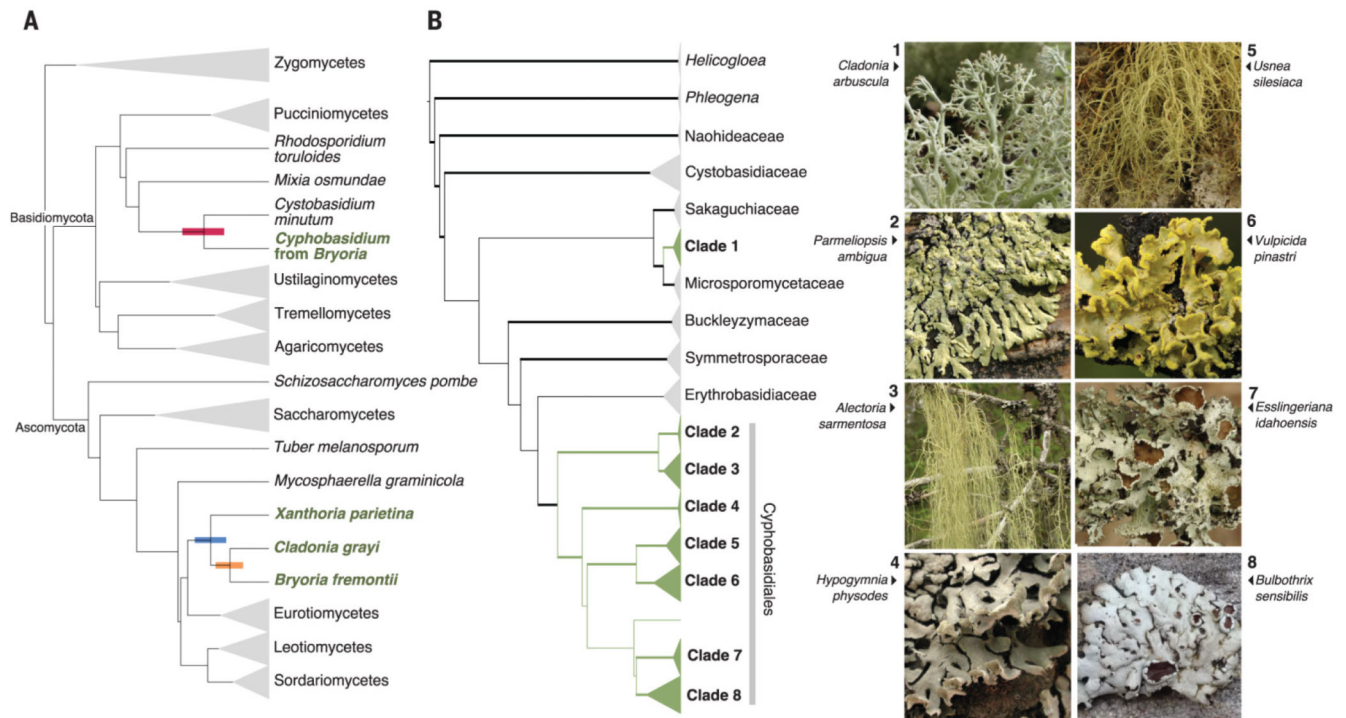 A
Zygomycetes
Pucciniomycetes
Rhodosporidium
toruloides
Mixia osmundae
Cystobasidium
minutum
Basidiomycota
Cyphobasidium
from Bryoria
Ustilaginomycetes
Tremellomycetes
Agaricomycetes
Schizosaccharomyces pombe
Saccharomycetes
Ascomycota
Tuber melanosporum
Mycosphaerella graminicola
Xanthoria parietina
Cladonia grayi
Bryoria fremontii
Eurotiomycetes
Leotiomycetes
Sordariomycetes
B
Helicogloea
Phleogena
Naohideaceae
Cystobasidiaceae
Sakaguchiaceae
Clade 1
Microsporomycetaceae
Buckleyzymaceae
Symmetrosporaceae
Erythrobasidiaceae
Clade 2
Clade 3
Clade 4
Clade 5
Clade 6
Clade 7
Clade 8
Cyphobasidiales
1
Cladonia
arbuscula
2
Parmeliopsis
ambigua
3
Alectoria
sarmentosa
4
Hypogymnia
physodes
5
Usnea
silesiaca
6
Vulpicida
pinastri
7
Esslingeriana
idahoensis
8
Bulbothrix
sensibilis